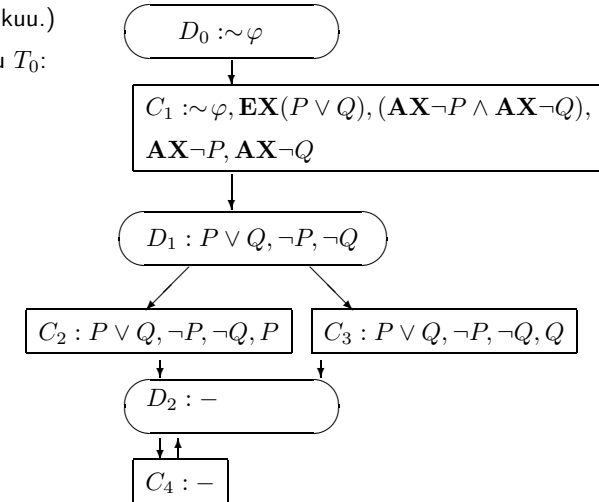 kuu.)
u T₀:
D₀ :∼φ
C₁ :∼φ, EX(P ∨ Q), (AX¬P ∧ AX¬Q),
AX¬P, AX¬Q
D₁ : P ∨ Q, ¬P, ¬Q
C₂ : P ∨ Q, ¬P, ¬Q, P
C₃ : P ∨ Q, ¬P, ¬Q, Q
D₂ : −
C₄ : −